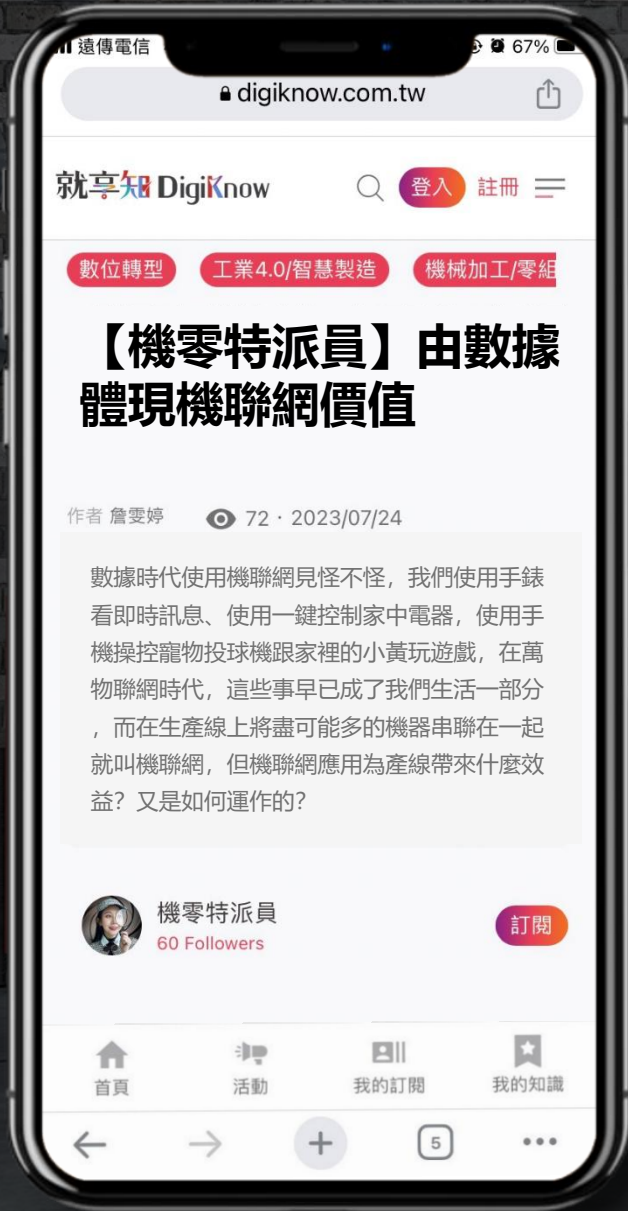 遠傳電信
67%
digiknow.com.tw
就享知 DigiKnow
登入 註冊
數位轉型 工業4.0/智慧製造 機械加工/零組
【機零特派員】由數據
體現機聯網價值
作者 詹雯婷 72・2023/07/24
數據時代使用機聯網見怪不怪，我們使用手錶
看即時訊息、使用一鍵控制家中電器，使用手
機操控寵物投球機跟家裡的小黃玩遊戲，在萬
物聯網時代，這些事早已成了我們生活一部分
，而在生產線上將盡可能多的機器串聯在一起
就叫機聯網，但機聯網應用為產線帶來什麼效
益？又是如何運作的？
機零特派員
60 Followers
訂閱
首頁 活動 我的訂閱 我的知識
5